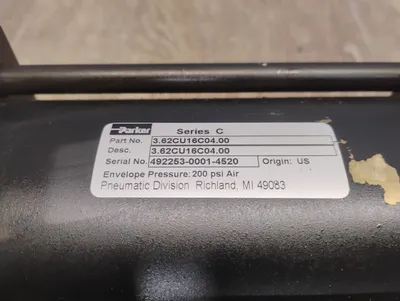 Parker Series C
Part No. 3.62CU16C04.00
Desc. 3.62CU16C04.00
Serial No. 492253-0001-4520 Origin: US
Envelope Pressure: 200 psi Air
Pneumatic Division Richland, MI 49083